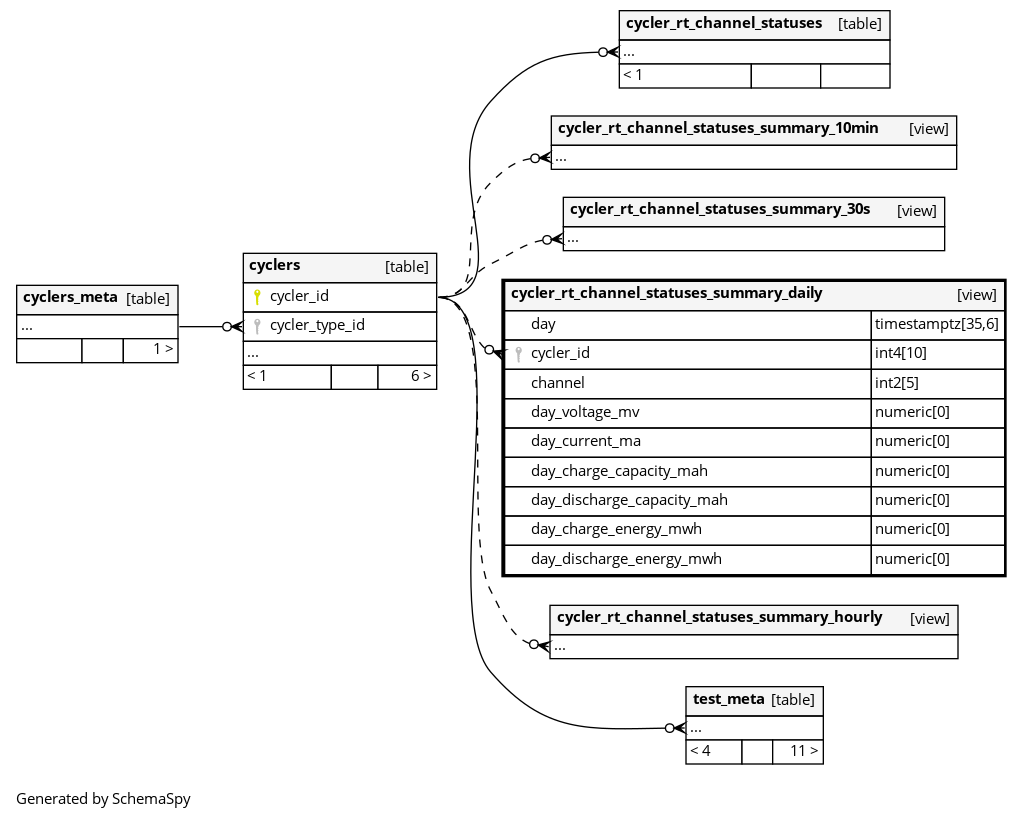 cycler_rt_channel_statuses [table]
...
< 1
cycler_rt_channel_statuses_summary_10min [view]
...
cycler_rt_channel_statuses_summary_30s [view]
...
cyclers_meta [table]
...
1 >
cyclers [table]
cycler_id
cycler_type_id
...
< 1 6 >
cycler_rt_channel_statuses_summary_daily [view]
day timestamptz[35,6]
cycler_id int4[10]
channel int2[5]
day_voltage_mv numeric[0]
day_current_ma numeric[0]
day_charge_capacity_mah numeric[0]
day_discharge_capacity_mah numeric[0]
day_charge_energy_mwh numeric[0]
day_discharge_energy_mwh numeric[0]
cycler_rt_channel_statuses_summary_hourly [view]
...
test_meta [table]
...
< 4 11 >
Generated by SchemaSpy